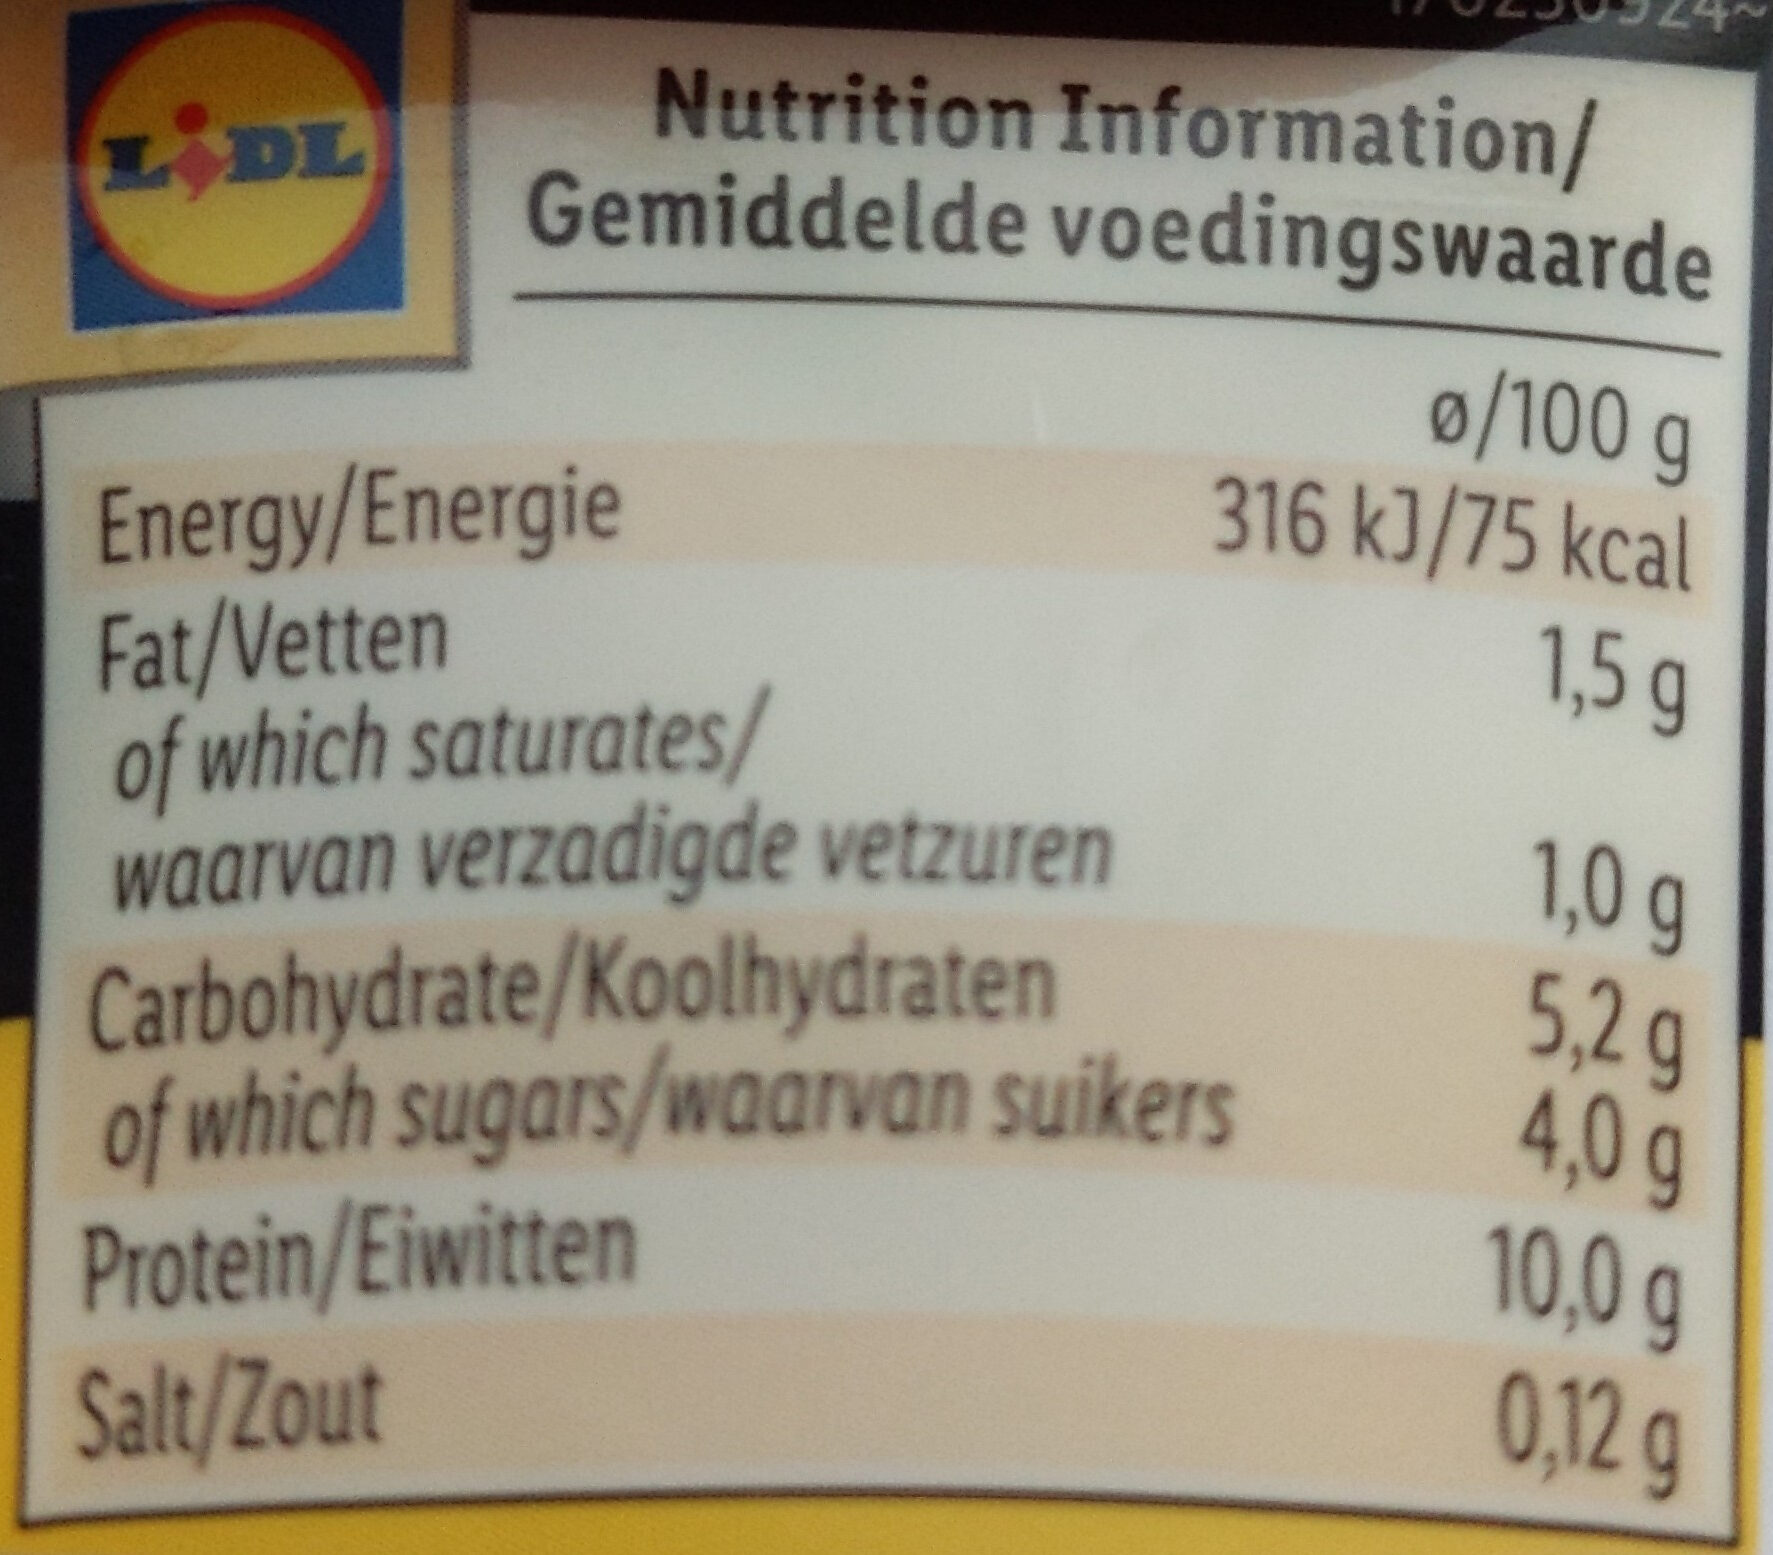 LiDL
Nutrition Information/
Gemiddelde voedingswaarde
ø/100 g
Energy/Energie 316 kJ/75 kcal
Fat/Vetten 1,5 g
of which saturates/
waarvan verzadigde vetzuren 1,0 g
Carbohydrate/Koolhydraten 5,2 g
of which sugars/waarvan suikers 4,0 g
Protein/Eiwitten 10,0 g
Salt/Zout 0,12 g